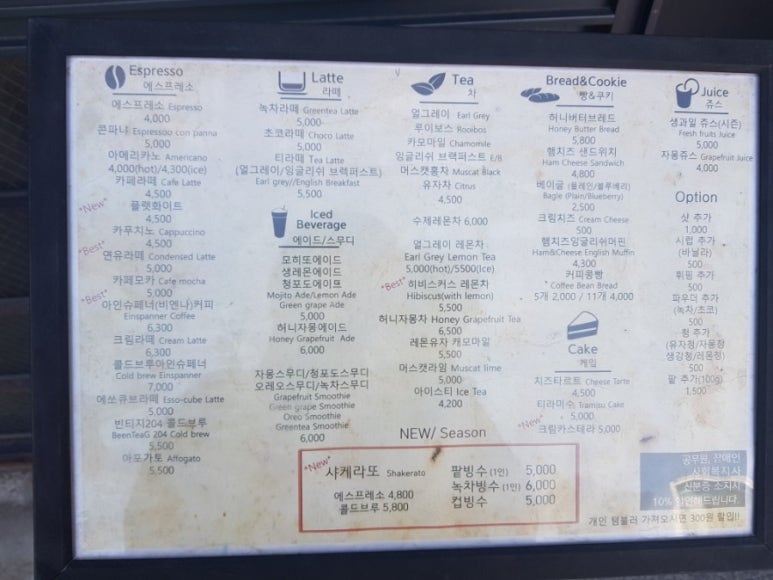 Espresso
에스프레소
에스프레소 Espresso
4,000
콘파냐 Espressoo con panna
5,000
아메리카노 Americano
4,000(hot)/4,300(ice)
카페라떼 Cafe Latte
4,500
*New*
플랫화이트
4,500
카푸치노 Cappuccino
4,500
*Best*
연유라떼 Condensed Latte
5,000
카페모카 Cafe mocha
5,000
*Best*
아인슈페너(비엔나)커피
Einspanner Coffee
6,300
크림라떼 Cream Latte
6,300
콜드브루아인슈페너
Cold brew Einspanner
7,000
에쏘큐브라떼 Esso-cube Latte
5,000
빈티지204 콜드브루
BeenTeaG 204 Cold brew
5,500
아포가토 Affogato
5,500
Latte
라떼
녹차라떼 Greentea Latte
5,000
초코라떼 Choco Latte
5,000
티라떼 Tea Latte
(얼그레이/잉글리쉬 브랙퍼스트)
Earl grey//English Breakfast
5,500
Iced
Beverage
에이드/스무디
모히또에이드
생레몬에이드
청포도에이드
Mojito Ade/Lemon Ade
Green grape Ade
5,000
허니자몽에이드
Honey Grapefruit Ade
6,000
자몽스무디/청포도스무디
오레오스무디/녹차스무디
Grapefruit Smoothie
Green grape Smoothie
Oreo Smoothie
Greentea Smoothie
6,000
Tea
차
얼그레이 Earl Grey
루이보스 Rooibos
카모마일 Chamomile
잉글리쉬 브랙퍼스트 E/B
머스캣홍차 Muscat Black
유자차 Citrus
4,500
수제레몬차 6,000
얼그레이 레몬차
Earl Grey Lemon Tea
5,000(hot)/5500(Ice)
*Best*
히비스커스 레몬차
Hibiscus(with lemon)
5,500
허니자몽차 Honey Grapefruit Tea
6,500
레몬유자 캐모마일
5,500
머스캣라임 Muscat lime
5,000
아이스티 Ice Tea
4,200
Bread&Cookie
빵&쿠키
허니버터브레드
Honey Butter Bread
5,800
햄치즈 샌드위치
Ham Cheese Sandwich
4,800
베이글 (플레인/블루베리)
Bagle (Plain/Blueberry)
2,500
크림치즈 Cream Cheese
500
햄치즈잉글리쉬머핀
Ham&Cheese English Muffin
4,300
커피콩빵
Coffee Bean Bread
5개 2,000 / 11개 4,000
Cake
케잌
치즈타르트 Cheese Tarte
4,500
티라미수 Tramisu Cake
5,000
*New*
크림카스테라 5,000
Juice
쥬스
생과일 쥬스(시즌)
Fresh fruits Juice
5,000
자몽쥬스 Grapefruit Juice
4,000
Option
샷 추가
1,000
시럽 추가
(바닐라)
500
휘핑 추가
500
파우더 추가
(녹차/초코)
500
청 추가
(유자청/자몽청
생강청/레몬청)
500
팥 추가(100g)
1,500
NEW/ Season
*New*
샤케라또 Shakerato
에스프레소 4,800
콜드브루 5,800
팥빙수(1인) 5,000
녹차빙수(1인) 6,000
컵빙수 5,000
공무원, 장애인
사회복지사
신분증 소지시
10% 할인해드립니다.
개인 텀블러 가져오시면 300원 할인!!